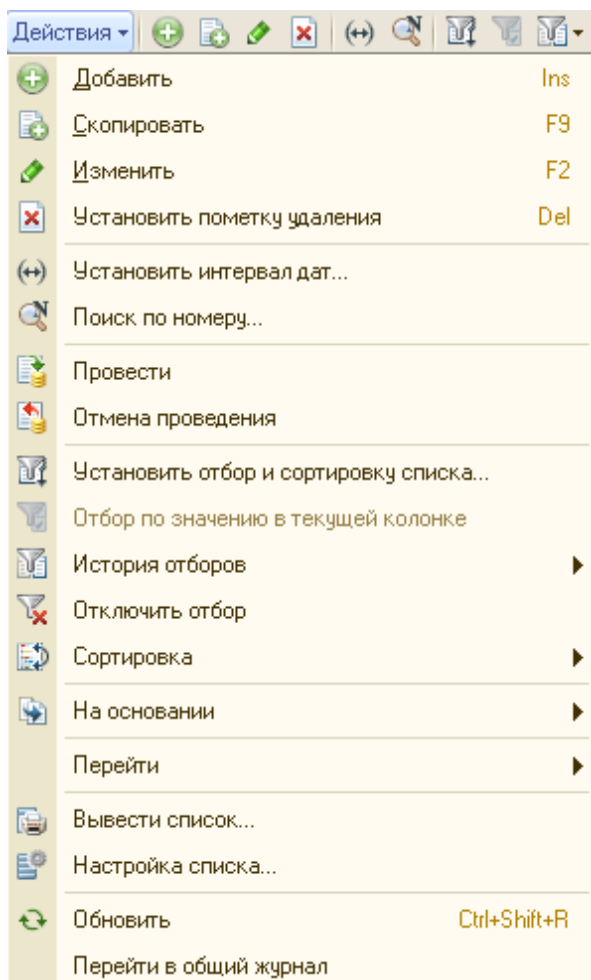 Действия
Добавить Ins
Скопировать F9
Изменить F2
Установить пометку удаления Del
Установить интервал дат...
Поиск по номеру...
Провести
Отмена проведения
Установить отбор и сортировку списка...
Отбор по значению в текущей колонке
История отборов
Отключить отбор
Сортировка
На основании
Перейти
Вывести список...
Настройка списка...
Обновить Ctrl+Shift+R
Перейти в общий журнал